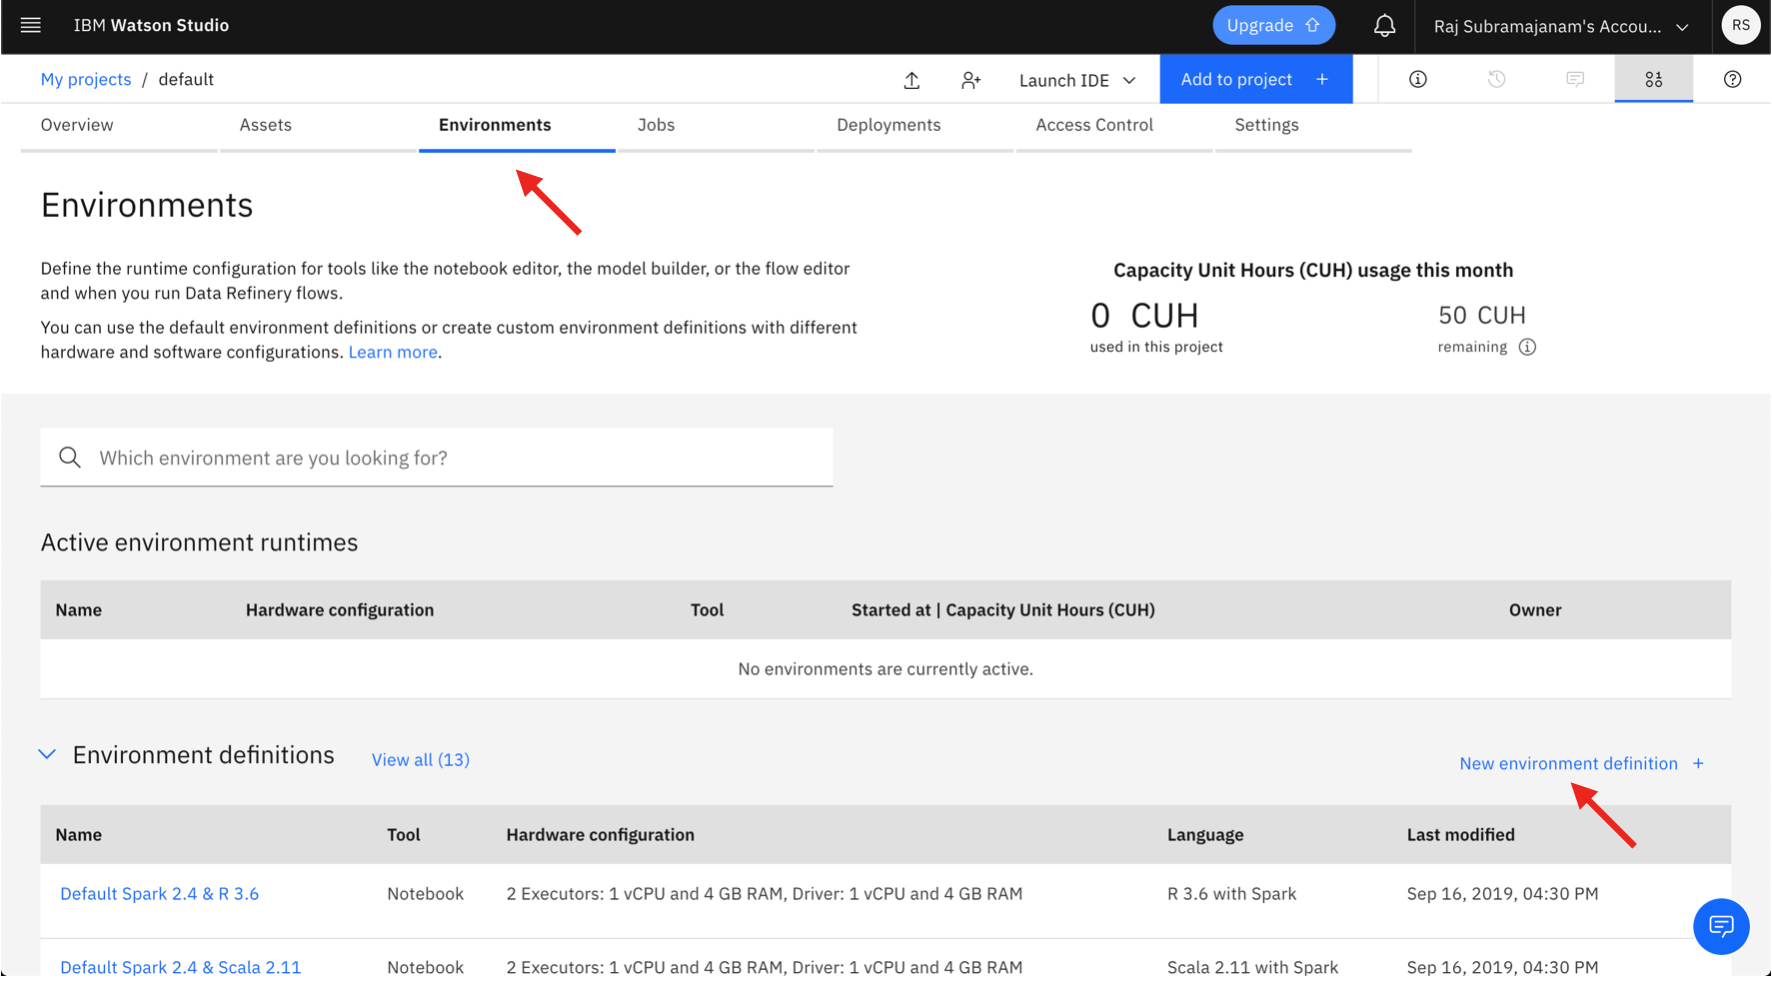 IBM Watson Studio
Upgrade
Raj Subramajanam's Accou...
RS
My projects / default
Launch IDE
Add to project +
Overview
Assets
Environments
Jobs
Deployments
Access Control
Settings
Environments
Define the runtime configuration for tools like the notebook editor, the model builder, or the flow editor
and when you run Data Refinery flows.
You can use the default environment definitions or create custom environment definitions with different
hardware and software configurations. Learn more.
Capacity Unit Hours (CUH) usage this month
0 CUH
used in this project
50 CUH
remaining
Which environment are you looking for?
Active environment runtimes
Name Hardware configuration Tool Started at | Capacity Unit Hours (CUH) Owner
No environments are currently active.
Environment definitions View all (13)
New environment definition +
Name Tool Hardware configuration Language Last modified
Default Spark 2.4 & R 3.6 Notebook 2 Executors: 1 vCPU and 4 GB RAM, Driver: 1 vCPU and 4 GB RAM R 3.6 with Spark Sep 16, 2019, 04:30 PM
Default Spark 2.4 & Scala 2.11 Notebook 2 Executors: 1 vCPU and 4 GB RAM, Driver: 1 vCPU and 4 GB RAM Scala 2.11 with Spark Sep 16, 2019, 04:30 PM